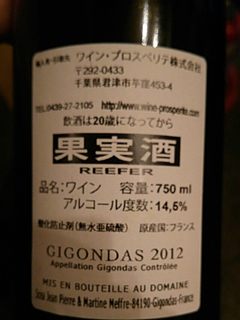 輸入者・引取先 ワイン・プロスペリテ株式会社
〒292-0433
千葉県君津市芋窪453-4
TEL:0439-27-2105 http://www.wine-prosperite.com
飲酒は20歳になってから
果実酒
REEFER
品名:ワイン 容量:750 ml
アルコール度数:14,5%
酸化防止剤(無水亜硫酸) 原産国:フランス
GIGONDAS 2012
Appellation Gigondas Contrôlée
MIS EN BOUTEILLE AU DOMAINE
Jean Pierre & Martine Meffre-84190-Gigondas-France